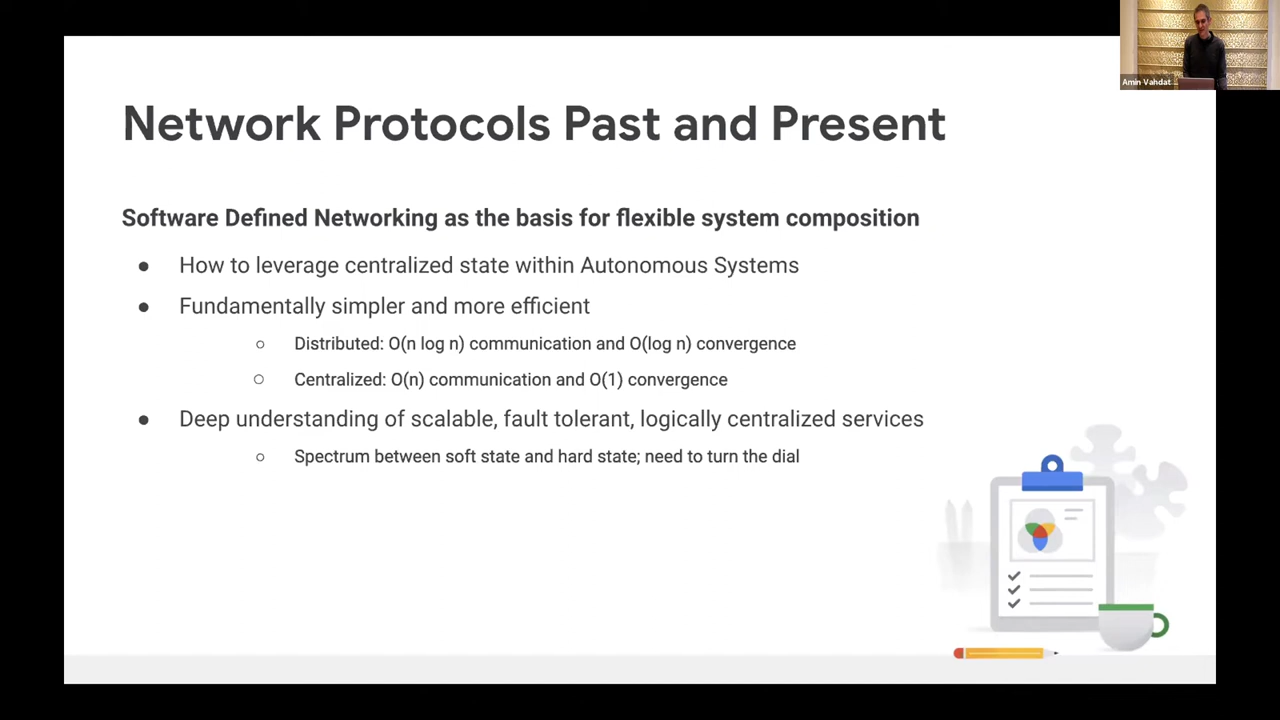 Amin Vahdat
Network Protocols Past and Present
Software Defined Networking as the basis for flexible system composition
● How to leverage centralized state within Autonomous Systems
● Fundamentally simpler and more efficient
○ Distributed: O(n log n) communication and O(log n) convergence
○ Centralized: O(n) communication and O(1) convergence
● Deep understanding of scalable, fault tolerant, logically centralized services
○ Spectrum between soft state and hard state; need to turn the dial